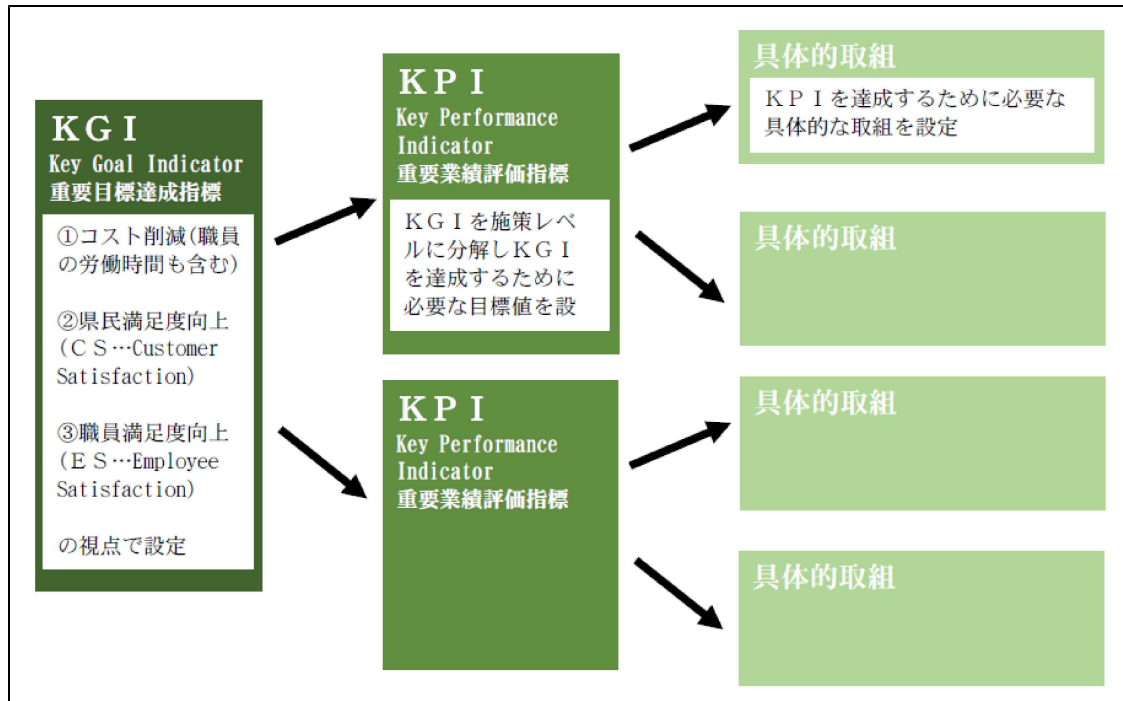 ＫＧＩ
Key Goal Indicator
重要目標達成指標
①コスト削減(職員
の労働時間も含む)
②県民満足度向上
(ＣＳ…Customer
Satisfaction)
③職員満足度向上
(ＥＳ…Employee
Satisfaction)
の視点で設定
ＫＰＩ
Key Performance
Indicator
重要業績評価指標
ＫＧＩを施策レベ
ルに分解しＫＧＩ
を達成するために
必要な目標値を設
ＫＰＩ
Key Performance
Indicator
重要業績評価指標
具体的取組
ＫＰＩを達成するために必要な
具体的な取組を設定
具体的取組
具体的取組
具体的取組